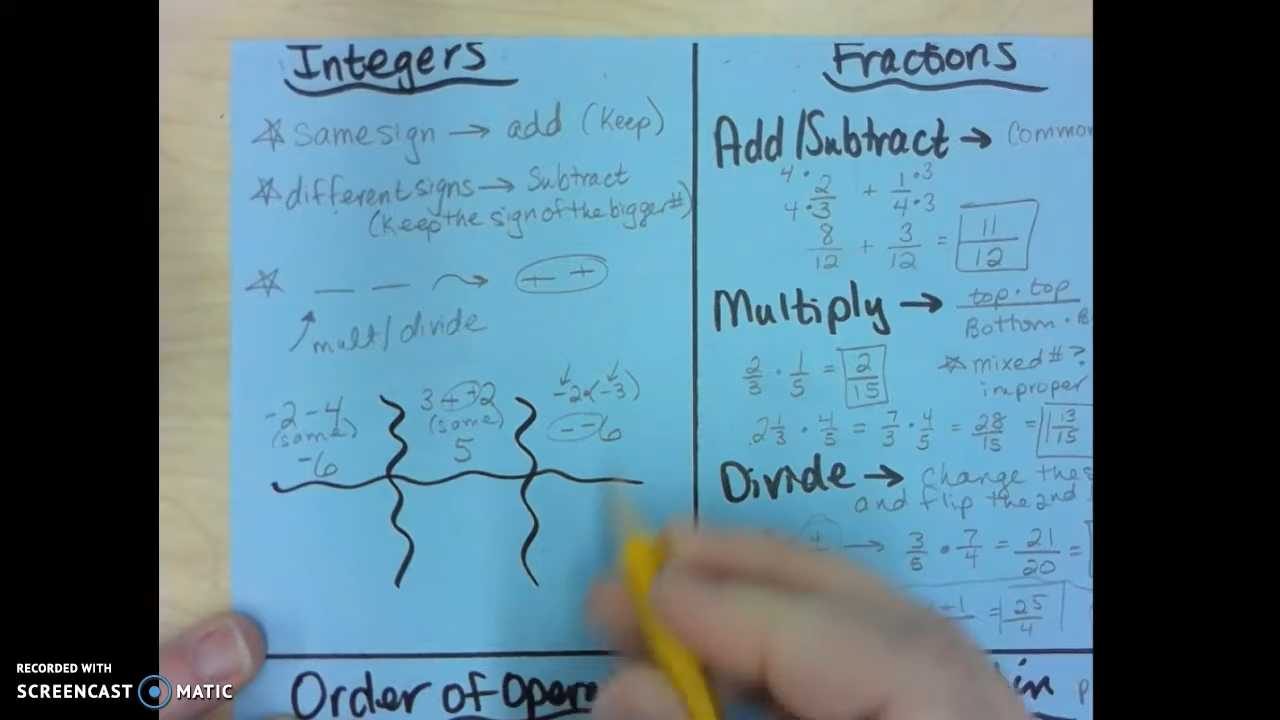 Integers
☆ Same sign → add (Keep)
☆ different signs → Subtract
(Keep the sign of the bigger #)
☆ — — → + +
mult/divide
-2 - 4
(same)
-6
3 + +2
(same)
5
-2 · (-3)
- - 6
Fractions
Add/Subtract → Common
4 · 2/3 · 4 + 1/4 · 3 · 3
8/12 + 3/12 = 11/12
Multiply → top · top / Bottom · B
2/3 · 1/5 = 2/15
☆ mixed # ?
improper
2 1/3 · 4/5 = 7/3 · 4/5 = 28/15 = 1 13/15
Divide → Change the
and flip the 2nd
→ 3/5 · 7/4 = 21/20 =
= 25/4
Order of Oper
RECORDED WITH
SCREENCAST MATIC